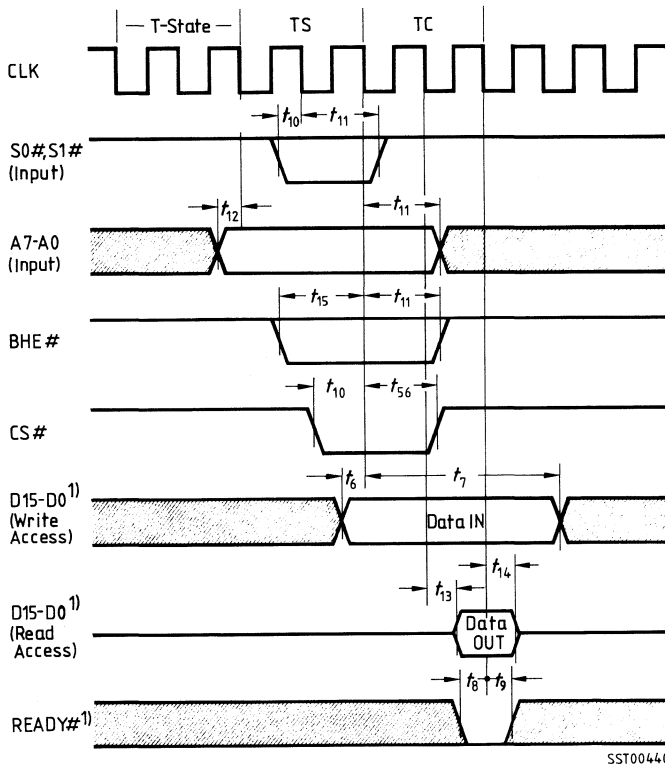 T-State TS TC
CLK
t10 t11
S0#,S1#
(Input)
t12 t11
A7-A0
(Input)
t15 t11
BHE#
t10 t56
CS#
t6 t7
D15-D0 1)
(Write
Access)
Data IN
t14
t13
D15-D0 1)
(Read
Access)
Data
OUT
t8 t9
READY# 1)